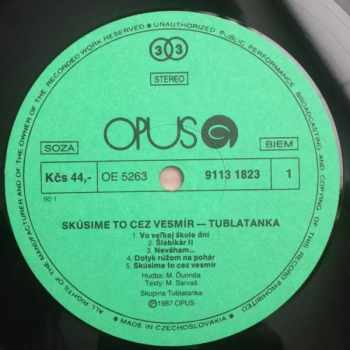 ALL RIGHTS OF THE MANUFACTURER AND OF THE OWNER OF THE RECORDED WORK RESERVED • UNAUTHORIZED PUBLIC PERFORMANCE, BROADCASTING AND COPYING OF THIS RECORD PROHIBITED
33
STEREO
OPUS
SOZA
BIEM
Kčs 44,-
OE 5263
9113 1823
1
SKÚSIME TO CEZ VESMÍR — TUBLATANKA
1 Vo veľkej škole dní
2. Šlabikár II
3. Neváham...
4. Dotyk rúžom na pohár
5. Skúsime to cez vesmír
Hudba: M. Ďurinda
Texty: M. Sarvaš
Skupina Tublatanka
℗1987 OPUS
MADE IN CZECHOSLOVAKIA